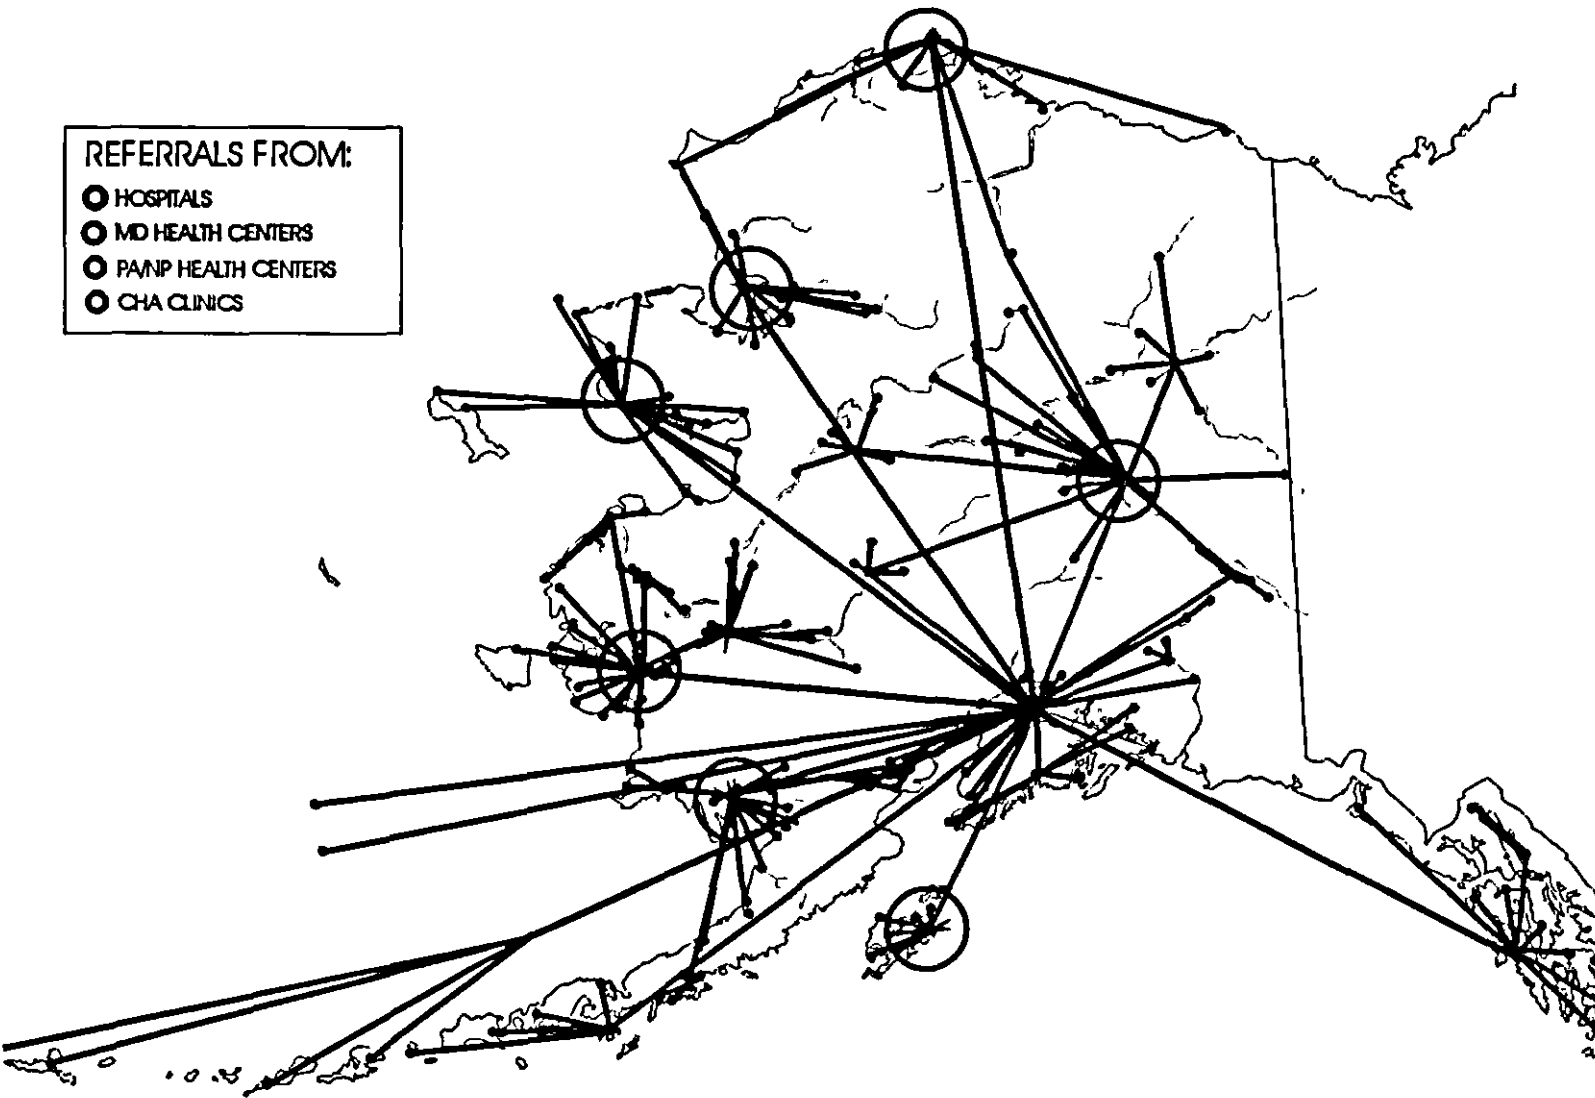 REFERRALS FROM:
HOSPITALS
MD HEALTH CENTERS
PA/NP HEALTH CENTERS
CHA CLINICS